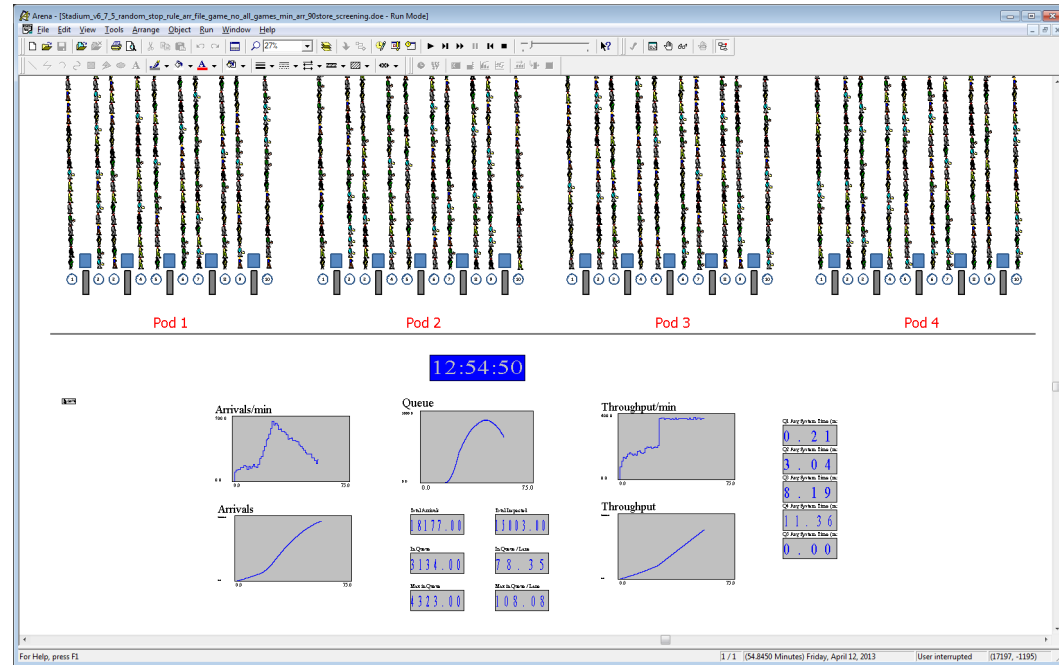 Arena - [Stadium_v6_7_5_random_stop_rule_arr_file_game_no_all_games_min_arr_90store_screening.doe - Run Mode]
File Edit View Tools Arrange Object Run Window Help
27%
Pod 1 Pod 2 Pod 3 Pod 4
12:54:50
Arrivals/min
Queue
Throughput/min
0.0 75.0
0.0 75.0
0.0 75.0
0.21
3.04
8.19
11.36
0.00
Arrivals
Throughput
Total Arrivals Total Inspected
18177.00
In Queue In Queue / Lane
3134.00 78.35
Max in Queue Max in Queue / Lane
4323.00 108.08
0.0 75.0
0.0 75.0
For Help, press F1
1 / 1 (54.8450 Minutes) Friday, April 12, 2013 User interrupted (17197, -1195)